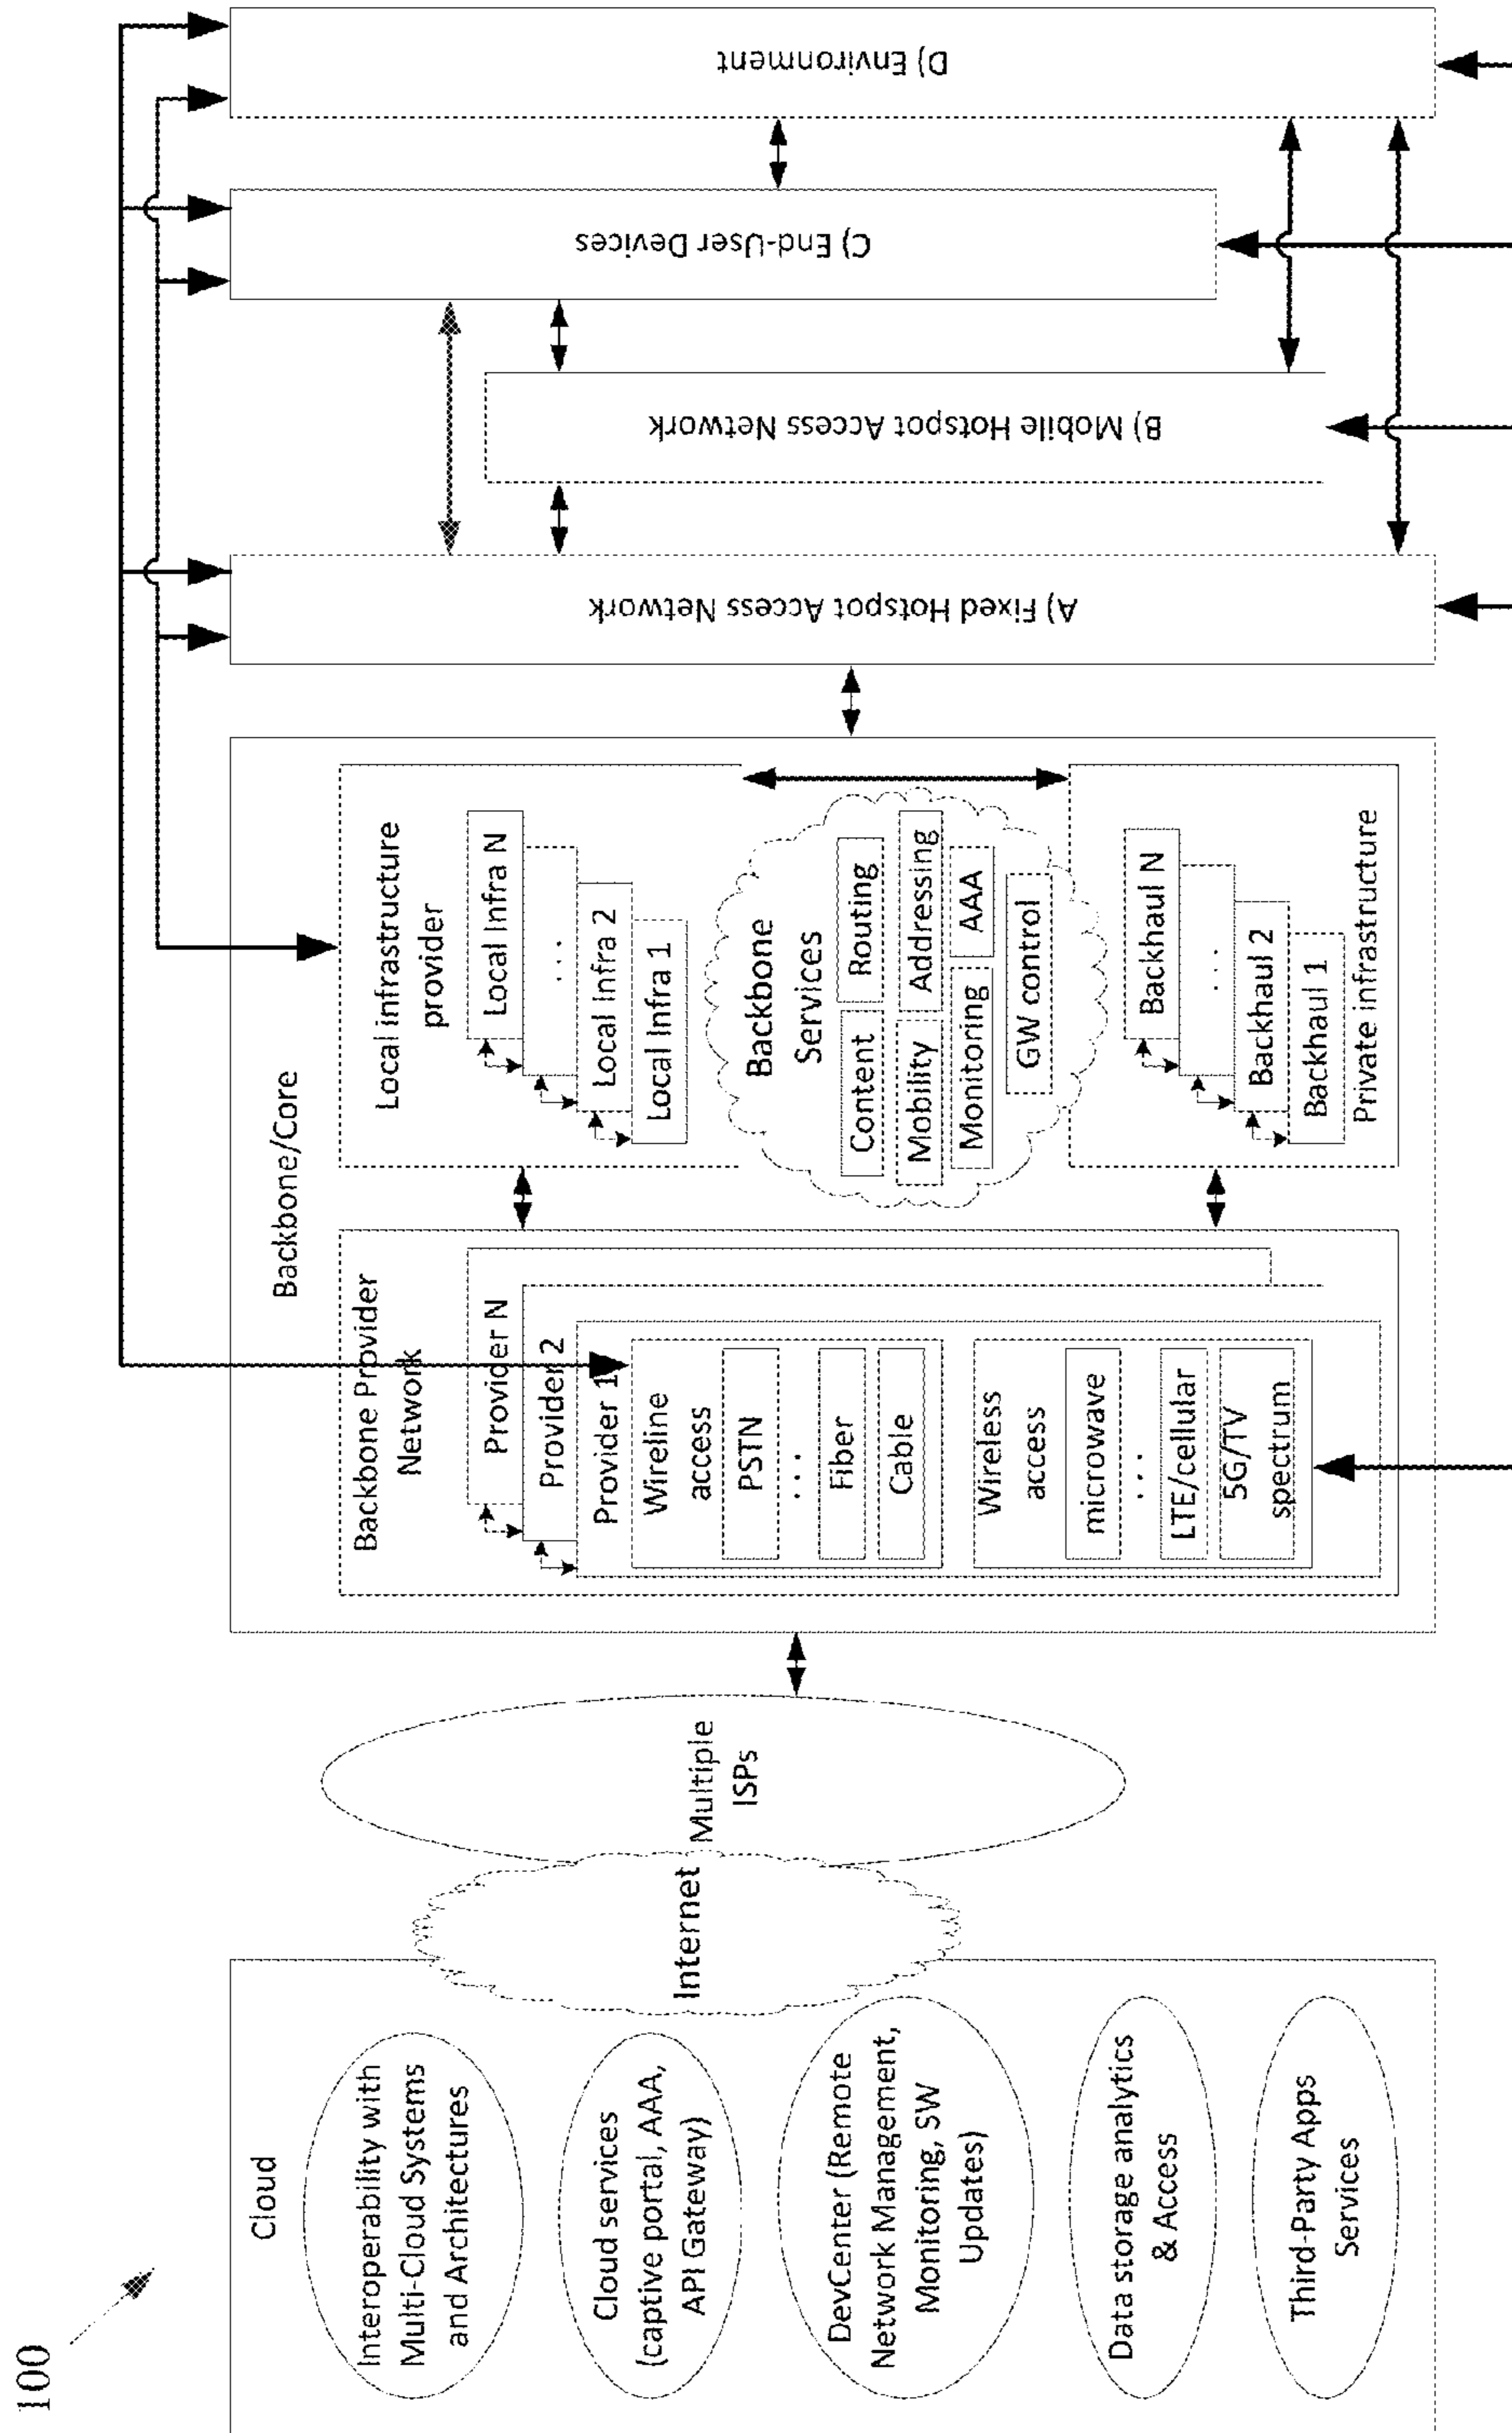 100
Cloud
Interoperability with
Multi-Cloud Systems
and Architectures
Cloud services
(captive portal, AAA,
API Gateway)
DevCenter (Remote
Network Management,
Monitoring, SW
Updates)
Data storage analytics
& Access
Third-Party Apps
Services
Internet
Multiple
ISPs
Backbone/Core
Backbone Provider
Network
Provider N
Provider 2
Provider 1
Wireline
access
PSTN
...
Fiber
Cable
Wireless
access
microwave
...
LTE/cellular
5G/TV
spectrum
Local infrastructure
provider
Local Infra N
...
Local Infra 2
Local Infra 1
Backbone
Services
Content
Routing
Mobility
Addressing
Monitoring
AAA
GW control
Backhaul N
...
Backhaul 2
Backhaul 1
Private infrastructure
A) Fixed Hotspot Access Network
B) Mobile Hotspot Access Network
C) End-User Devices
D) Environment